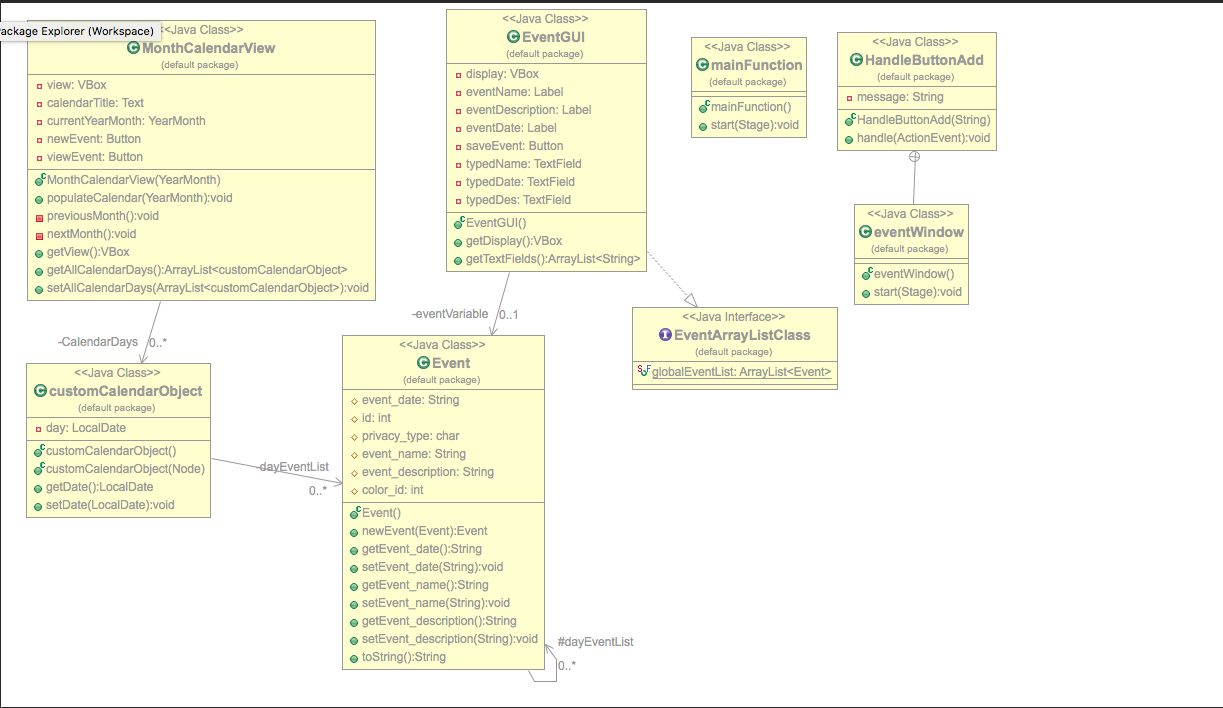 ackage Explorer (Workspace)
<<Java Class>>
MonthCalendarView
(default package)
view: VBox
calendarTitle: Text
currentYearMonth: YearMonth
newEvent: Button
viewEvent: Button
MonthCalendarView(YearMonth)
populateCalendar(YearMonth):void
previousMonth():void
nextMonth():void
getView():VBox
getAllCalendarDays():ArrayList<customCalendarObject>
setAllCalendarDays(ArrayList<customCalendarObject>):void
<<Java Class>>
EventGUI
(default package)
display: VBox
eventName: Label
eventDescription: Label
eventDate: Label
saveEvent: Button
typedName: TextField
typedDate: TextField
typedDes: TextField
EventGUI()
getDisplay():VBox
getTextFields():ArrayList<String>
<<Java Class>>
mainFunction
(default package)
mainFunction()
start(Stage):void
<<Java Class>>
HandleButtonAdd
(default package)
message: String
HandleButtonAdd(String)
handle(ActionEvent):void
<<Java Class>>
eventWindow
(default package)
eventWindow()
start(Stage):void
-eventVariable 0..1
<<Java Interface>>
EventArrayListClass
(default package)
globalEventList: ArrayList<Event>
-CalendarDays 0..*
<<Java Class>>
customCalendarObject
(default package)
day: LocalDate
customCalendarObject()
customCalendarObject(Node)
getDate():LocalDate
setDate(LocalDate):void
-dayEventList
0..*
<<Java Class>>
Event
(default package)
event_date: String
id: int
privacy_type: char
event_name: String
event_description: String
color_id: int
Event()
newEvent(Event):Event
getEvent_date():String
setEvent_date(String):void
getEvent_name():String
setEvent_name(String):void
getEvent_description():String
setEvent_description(String):void
toString():String
#dayEventList
0..*